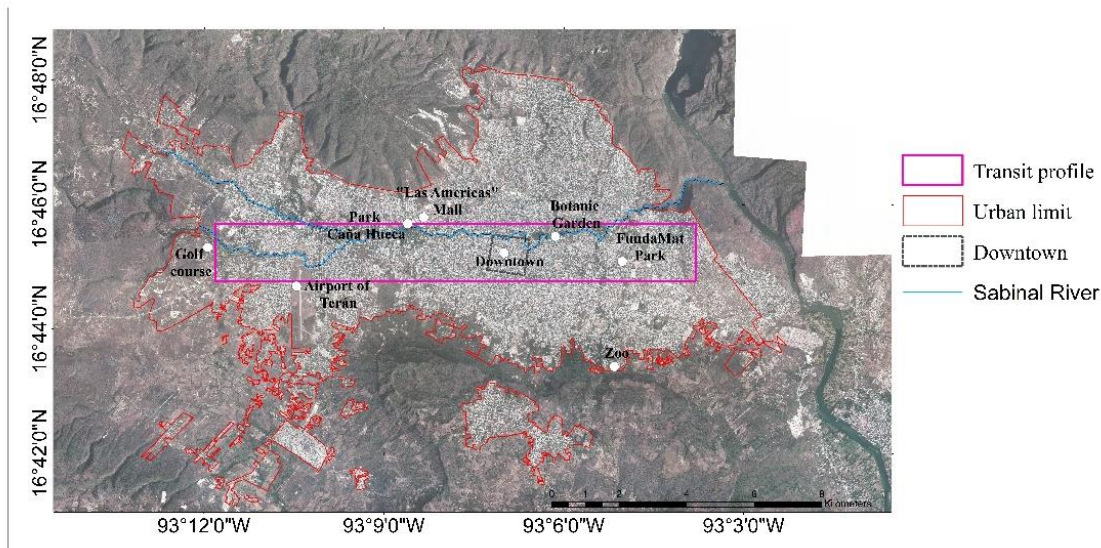 16°48'0"N
16°46'0"N
16°44'0"N
16°42'0"N
"Las Americas"
Mall
Park
Caña Hueca
Botanic
Garden
FundaMat
Park
Downtown
Golf
course
Airport of
Teran
Zoo
0 1 2 4 6 8
Kilometers
93°12'0"W 93°9'0"W 93°6'0"W 93°3'0"W
Transit profile
Urban limit
Downtown
Sabinal River